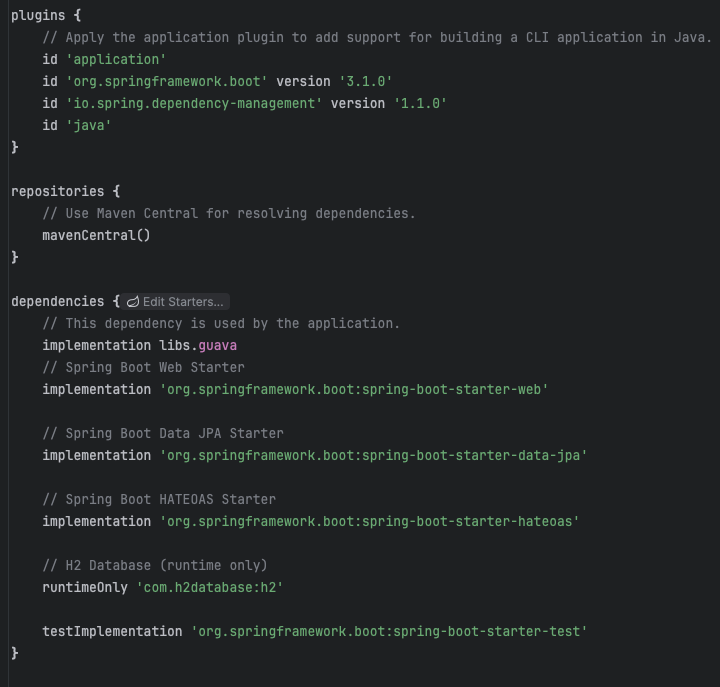 plugins {
    // Apply the application plugin to add support for building a CLI application in Java.
    id 'application'
    id 'org.springframework.boot' version '3.1.0'
    id 'io.spring.dependency-management' version '1.1.0'
    id 'java'
}

repositories {
    // Use Maven Central for resolving dependencies.
    mavenCentral()
}

dependencies { Edit Starters...
    // This dependency is used by the application.
    implementation libs.guava
    // Spring Boot Web Starter
    implementation 'org.springframework.boot:spring-boot-starter-web'

    // Spring Boot Data JPA Starter
    implementation 'org.springframework.boot:spring-boot-starter-data-jpa'

    // Spring Boot HATEOAS Starter
    implementation 'org.springframework.boot:spring-boot-starter-hateoas'

    // H2 Database (runtime only)
    runtimeOnly 'com.h2database:h2'

    testImplementation 'org.springframework.boot:spring-boot-starter-test'
}